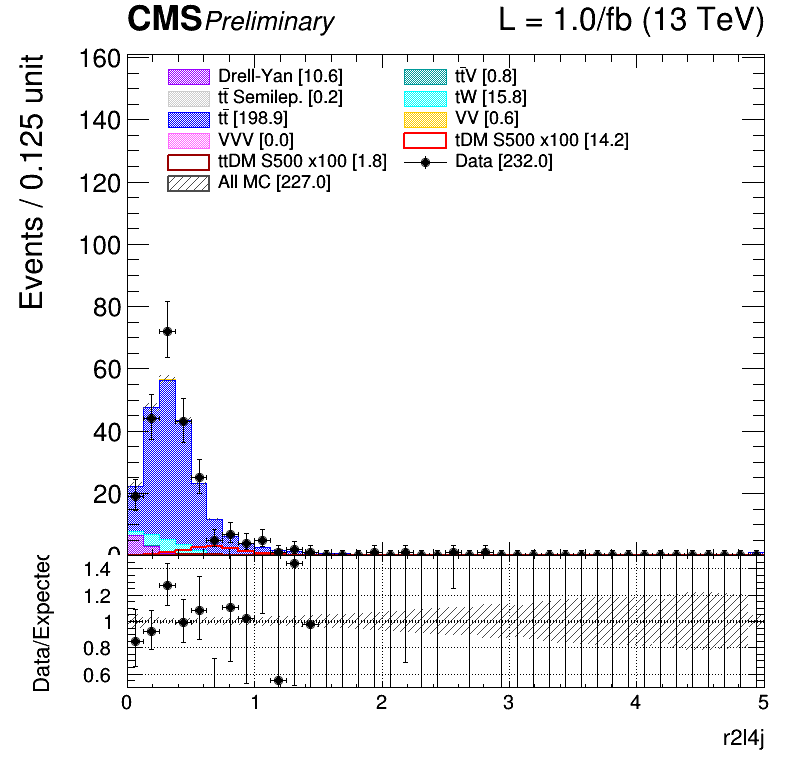 CMS Preliminary L = 1.0/fb (13 TeV)
Events / 0.125 unit
160
140
120
100
80
60
40
20
0
Drell-Yan [10.6]
tt̄V [0.8]
tt̄ Semilep. [0.2]
tW [15.8]
tt̄ [198.9]
VV [0.6]
VVV [0.0]
tDM S500 x100 [14.2]
ttDM S500 x100 [1.8]
Data [232.0]
All MC [227.0]
Data/Expected
1.4
1.2
1
0.8
0.6
0 1 2 3 4 5
r2l4j